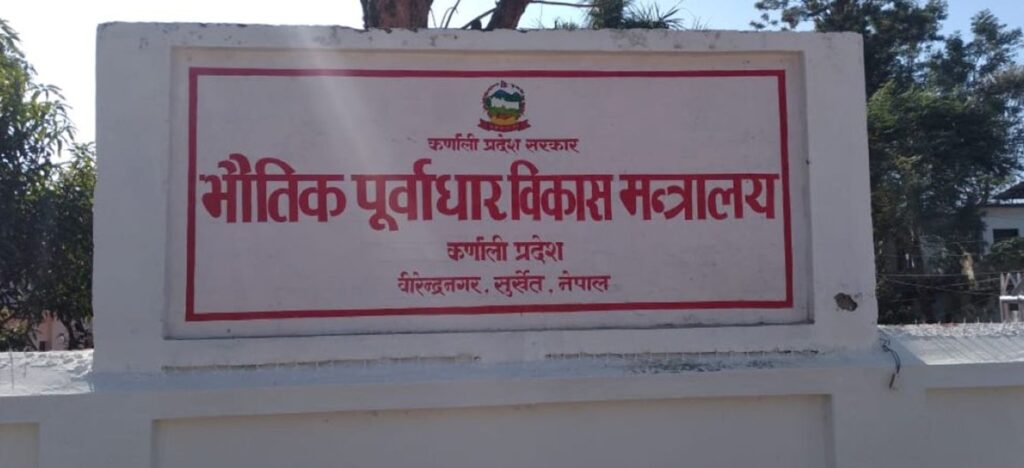 कर्णाली प्रदेश सरकार
भौतिक पूर्वाधार विकास मन्त्रालय
कर्णाली प्रदेश
वीरेन्द्रनगर, सुर्खेत, नेपाल